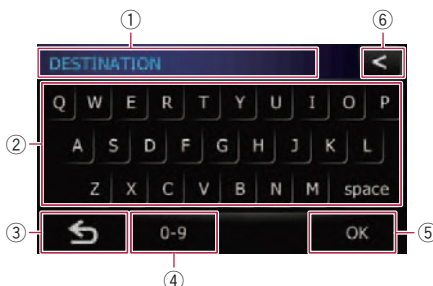 ① ⑥
DESTINATION <
Q W E R T Y U I O P
② A S D F G H J K L
Z X C V B N M space
③ 0-9 OK ⑤
④